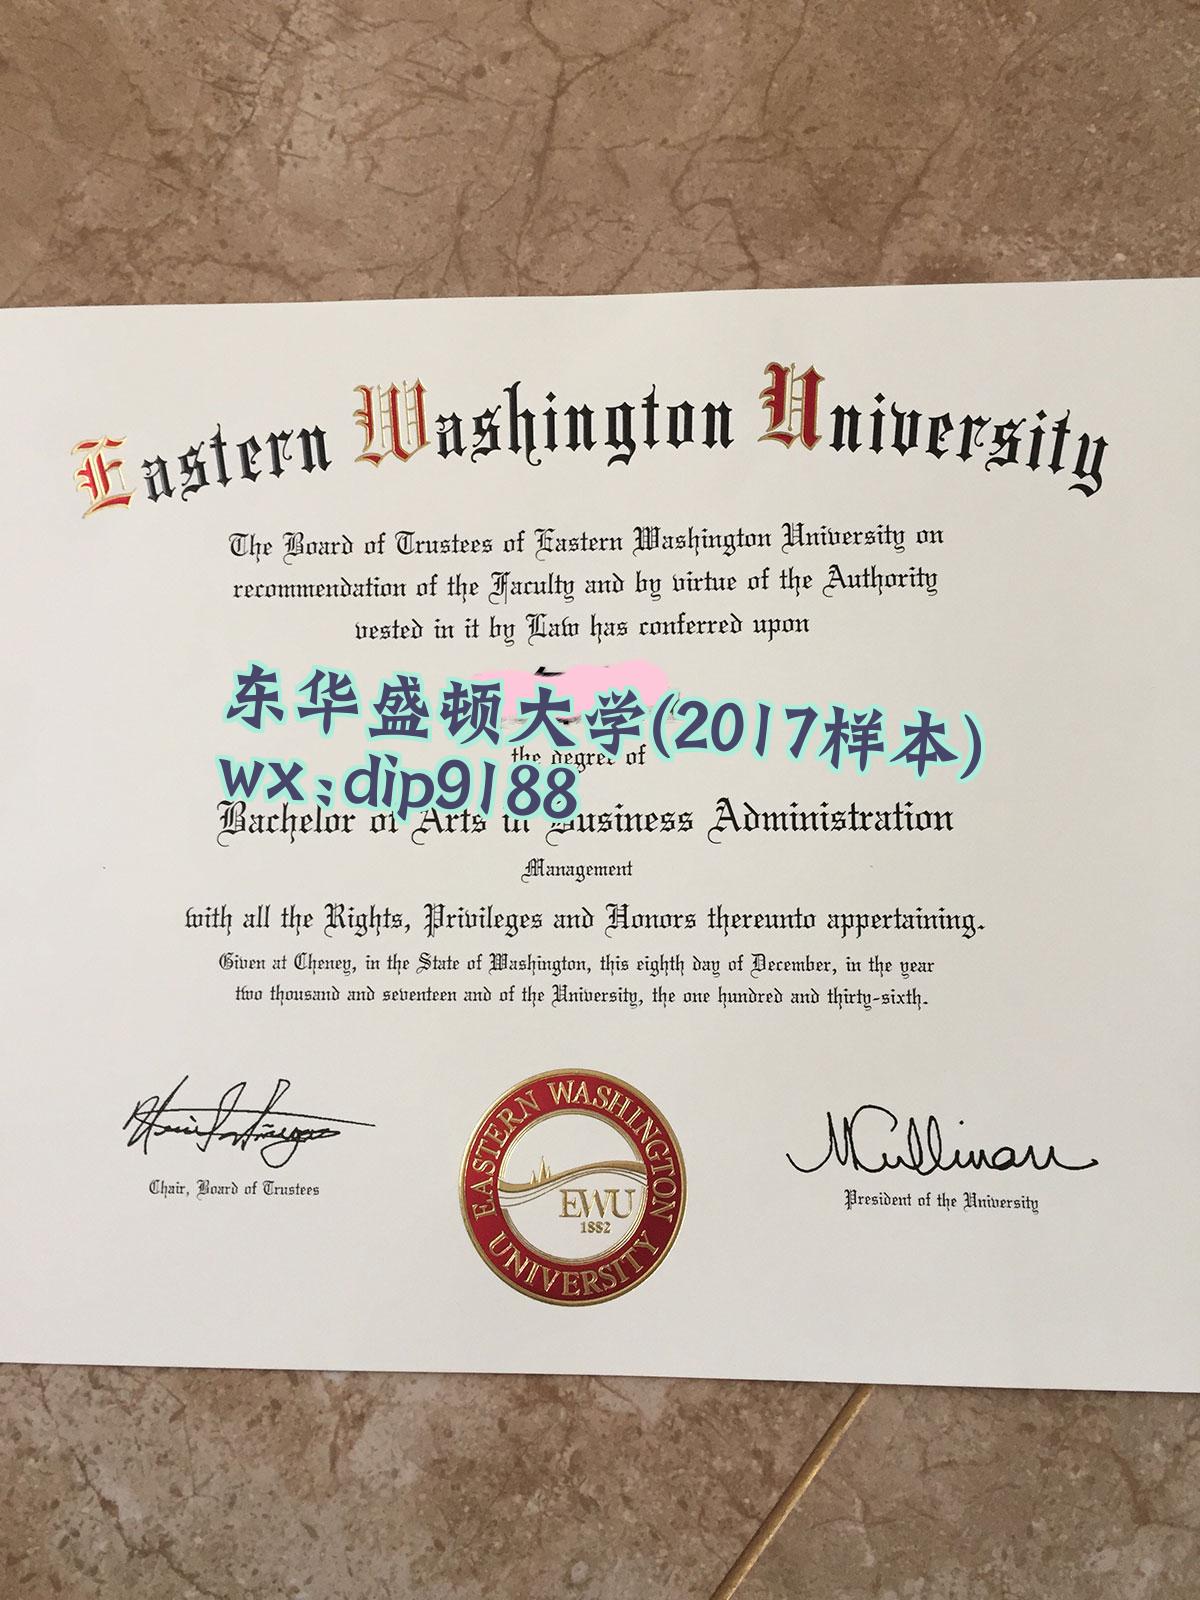 Eastern Washington University
The Board of Trustees of Eastern Washington University on
recommendation of the Faculty and by virtue of the Authority
vested in it by Law has conferred upon
东华盛顿大学(2017样本)
the degree of
wx:dip9188
Bachelor of Arts in Business Administration
Management
with all the Rights, Privileges and Honors thereunto appertaining.
Given at Cheney, in the State of Washington, this eighth day of December, in the year
two thousand and seventeen and of the University, the one hundred and thirty-sixth.
Chair, Board of Trustees
EASTERN WASHINGTON UNIVERSITY
EWU
1882
MCullinan
President of the University